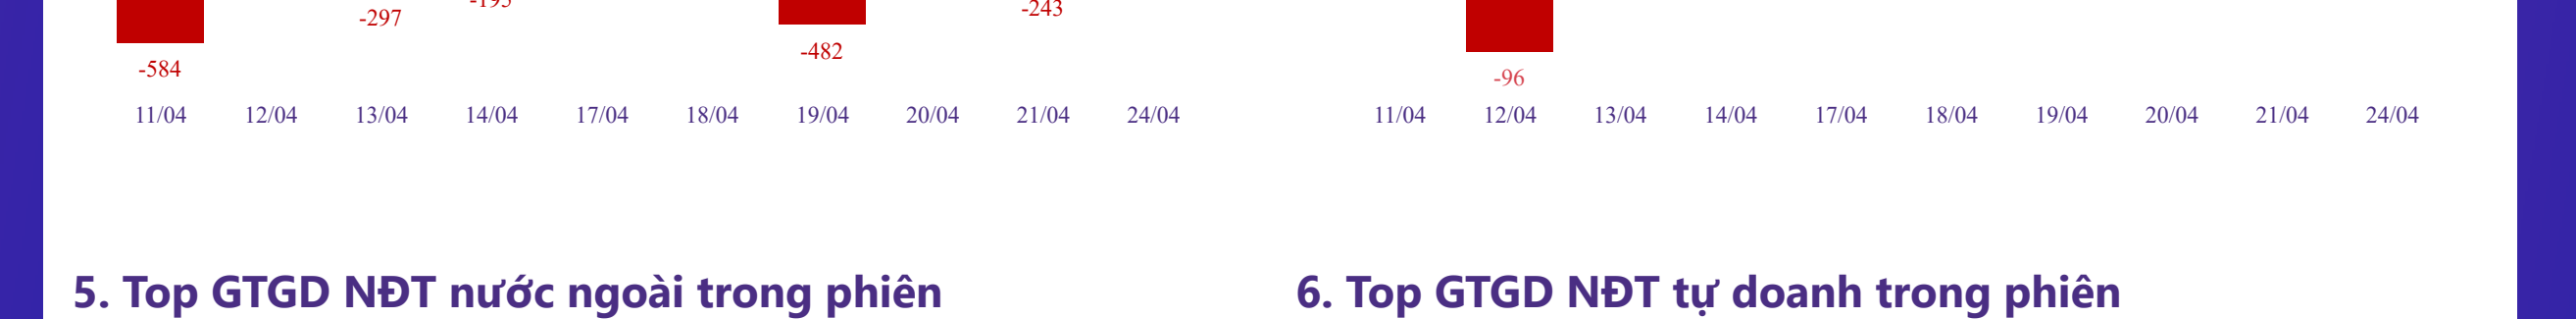 -297 -195 -243
-482
-584
-96
11/04 12/04 13/04 14/04 17/04 18/04 19/04 20/04 21/04 24/04
11/04 12/04 13/04 14/04 17/04 18/04 19/04 20/04 21/04 24/04
5. Top GTGD NĐT nước ngoài trong phiên
6. Top GTGD NĐT tự doanh trong phiên